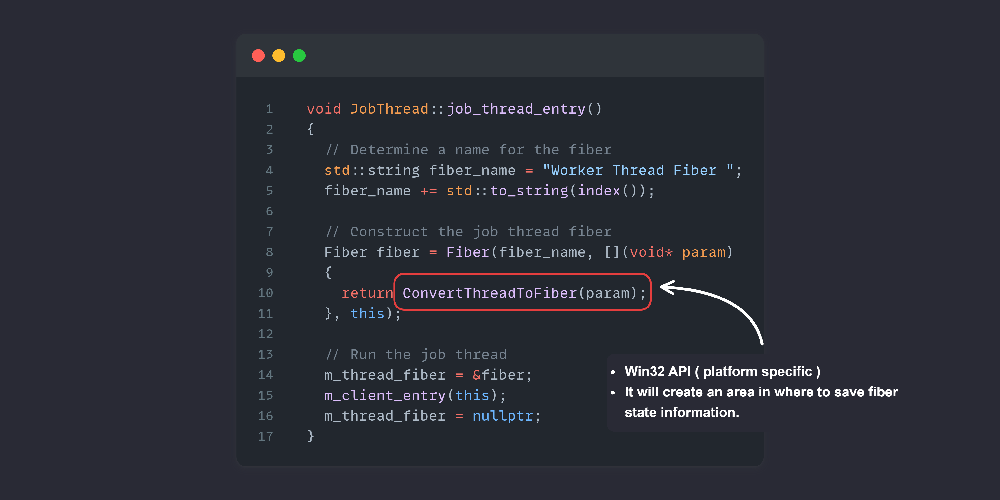 1 void JobThread::job_thread_entry()
2 {
3 // Determine a name for the fiber
4 std::string fiber_name = "Worker Thread Fiber ";
5 fiber_name += std::to_string(index());
6
7 // Construct the job thread fiber
8 Fiber fiber = Fiber(fiber_name, [](void* param)
9 {
10 return ConvertThreadToFiber(param);
11 }, this);
12
13 // Run the job thread
14 m_thread_fiber = &fiber;
15 m_client_entry(this);
16 m_thread_fiber = nullptr;
17 }
• Win32 API ( platform specific )
• It will create an area in where to save fiber
state information.